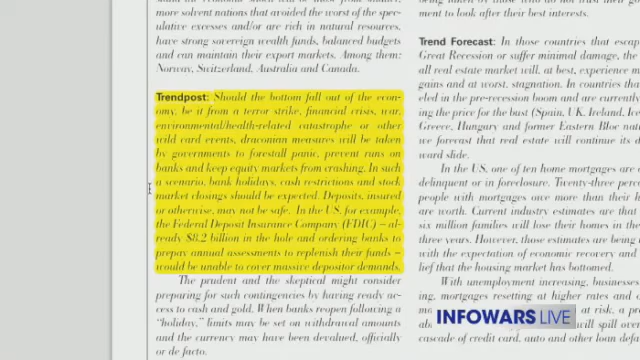 more solvent nations that avoided the worst of the spec-
ulative excesses and/or are rich in natural resources,
have strong sovereign wealth funds, balanced budgets
and can maintain their export markets. Among them:
Norway, Switzerland, Australia and Canada.
Trendpost: Should the bottom fall out of the econ-
omy, be it from a terror strike, financial crisis, war,
environmental/health-related catastrophe or other
wild card events, draconian measures will be taken
by governments to forestall panic, prevent runs on
banks and keep equity markets from crashing. In such
a scenario, bank holidays, cash restrictions and stock
market closings should be expected. Deposits, insured
or otherwise, may not be safe. In the US, for example,
the Federal Deposit Insurance Company (FDIC) – al-
ready $8.2 billion in the hole and ordering banks to
prepay annual assessments to replenish their funds –
would be unable to cover massive depositor demands.
The prudent and the skeptical might consider
preparing for such contingencies by having ready ac-
cess to cash and gold. When banks reopen following a
"holiday," limits may be set on withdrawal amounts
and the currency may have been devalued, officially
or de facto.
ment to look after their best interests.
Trend Forecast: In those countries that escap
Great Recession or suffer minimal damage, the
all real estate market will, at best, experience m
gains and at worst, stagnation. In countries tha
eled in the pre-recession boom and are currently
ing the price for the bust (Spain, UK, Ireland, Ice
Greece, Hungary and former Eastern Bloc nat
we forecast that real estate will continue its d
ward slide.
In the US, one of ten home mortgages are
delinquent or in foreclosure. Twenty-three perc
people with mortgages owe more than their h
are worth. Current industry estimates are that
six million families will lose their homes in the
three years. However, those estimates are being
with the expectation of economic recovery and
lief that the housing market has bottomed.
With unemployment increasing, businesses
ing, mortgages resetting at higher rates and
mo at risk, a
ab will spill over
cascade of credit card, auto and other loan defa
INFOWARS LIVE